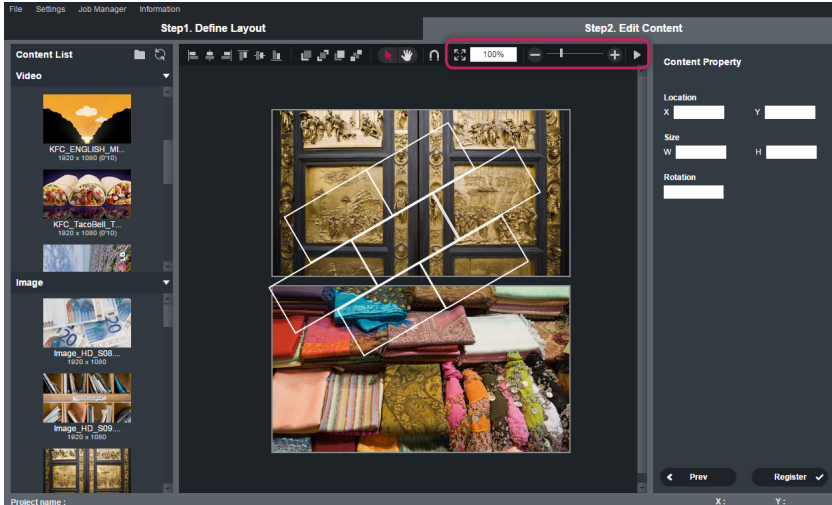 File Settings Job Manager Information
Step1. Define Layout
Step2. Edit Content
Content List
Video
KFC_ENGLISH_MI...
1920 x 1080 (0'10)
KFC_TacoBell_T...
1920 x 1080 (0'10)
Image
Image_HD_S08....
1920 x 1080
Image_HD_S09....
1920 x 1080
100%
Content Property
Location
X Y
Size
W H
Rotation
Prev Register
Project name :
X : Y :